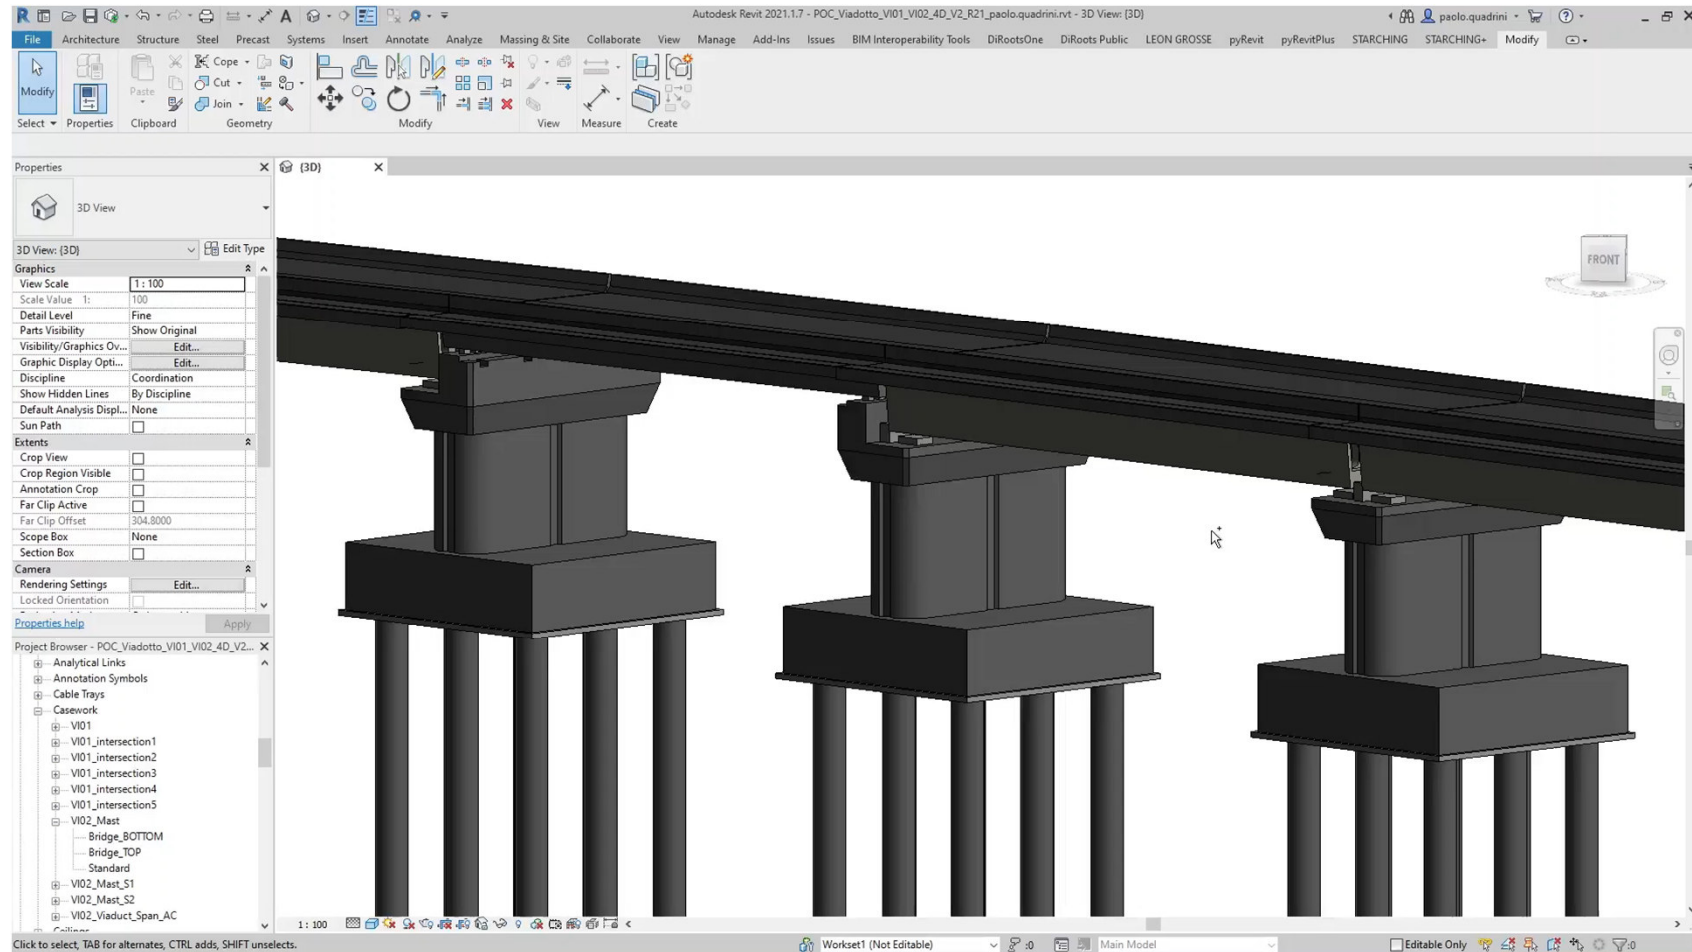 Autodesk Revit 2021.1.7 - POC_Viadotto_VI01_VI02_4D_V2_R21_paolo.quadrini.rvt - 3D View: {3D}
paolo.quadrini
File Architecture Structure Steel Precast Systems Insert Annotate Analyze Massing & Site Collaborate View Manage Add-Ins Issues BIM Interoperability Tools DiRootsOne DiRoots Public LEON GROSSE pyRevit pyRevitPlus STARCHING STARCHING+ Modify
Cope
Modify Paste Cut
Join
Select Properties Clipboard Geometry Modify View Measure Create
Properties
{3D}
3D View
3D View: {3D} Edit Type
Graphics
View Scale 1 : 100
Scale Value 1: 100
Detail Level Fine
Parts Visibility Show Original
Visibility/Graphics Ov... Edit...
Graphic Display Opti... Edit...
Discipline Coordination
Show Hidden Lines By Discipline
Default Analysis Displ... None
Sun Path
Extents
Crop View
Crop Region Visible
Annotation Crop
Far Clip Active
Far Clip Offset 304.8000
Scope Box None
Section Box
Camera
Rendering Settings Edit...
Locked Orientation
Properties help Apply
Project Browser - POC_Viadotto_VI01_VI02_4D_V2...
Analytical Links
Annotation Symbols
Cable Trays
Casework
VI01
VI01_intersection1
VI01_intersection2
VI01_intersection3
VI01_intersection4
VI01_intersection5
VI02_Mast
Bridge_BOTTOM
Bridge_TOP
Standard
VI02_Mast_S1
VI02_Mast_S2
VI02_Viaduct_Span_AC
FRONT
1 : 100
Click to select, TAB for alternates, CTRL adds, SHIFT unselects.
Workset1 (Not Editable)
:0
Main Model
Editable Only
:0